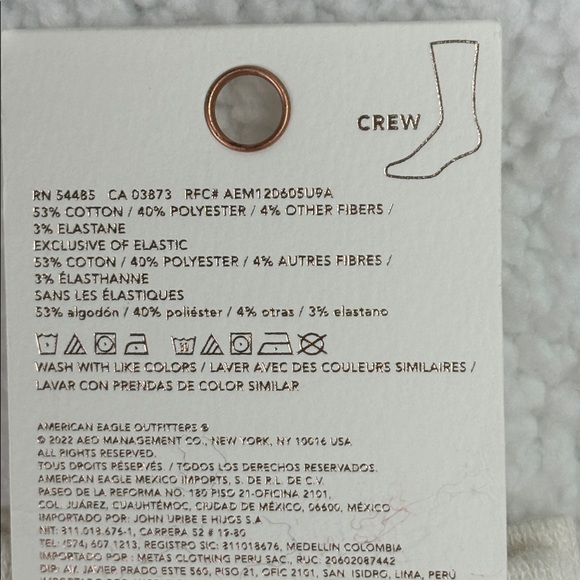 CREW
RN 54485 CA 03873 RFC# AEM120605U9A
53% COTTON / 40% POLYESTER / 4% OTHER FIBERS /
3% ELASTANE
EXCLUSIVE OF ELASTIC
53% COTON / 40% POLYESTER / 4% AUTRES FIBRES /
3% ÉLASTHANNE
SANS LES ÉLASTIQUES
53% algodón / 40% poliéster / 4% otras / 3% elastano
WASH WITH LIKE COLORS / LAVER AVEC DES COULEURS SIMILAIRES /
LAVAR CON PRENDAS DE COLOR SIMILAR
AMERICAN EAGLE OUTFITTERS ®
© 2022 AEO MANAGEMENT CO., NEW YORK, NY 10016 USA
ALL RIGHTS RESERVED.
TOUS DROITS RÉSERVÉS. / TODOS LOS DERECHOS RESERVADOS.
AMERICAN EAGLE MEXICO IMPORTS, S. DE R.L. DE C.V.
PASEO DE LA REFORMA NO. 180 PISO 21-OFICINA 2101,
COL. JUÁREZ, CUAUHTÉMOC, CIUDAD DE MÉXICO, 06600, MÉXICO
IMPORTADO POR: JOHN URIBE E HIJOS S.A
NIT: 811.018.676-1, CARRERA 52 # 19-80
TEL: (574) 607 1213, REGISTRO SIC: 811018676, MEDELLIN COLOMBIA
IMPORTADO POR : METAS CLOTHING PERU SAC., RUC: 20602087442
DIP: AV. JAVIER PRADO ESTE 560, PISO 21, OFIC 2101, SAN ISIDRO, LIMA, PERÚ